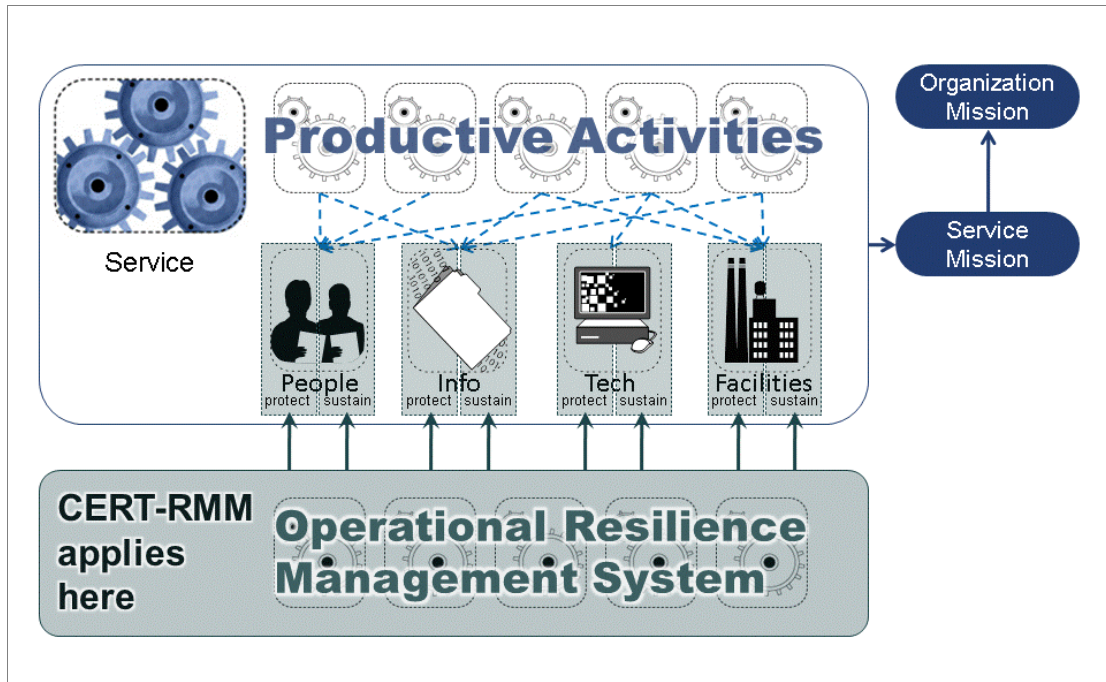 Productive Activities
Organization
Mission
Service
Mission
Service
People
protect sustain
Info
protect sustain
Tech
protect sustain
Facilities
protect sustain
CERT-RMM
applies
here
Operational Resilience
Management System